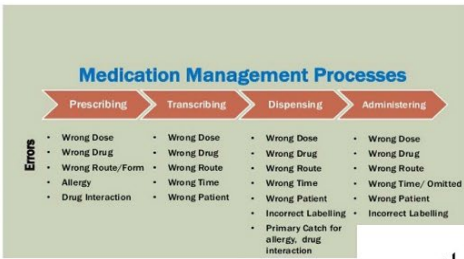 Medication Management Processes
Prescribing
Transcribing
Dispensing
Administering
Errors
• Wrong Dose
• Wrong Drug
• Wrong Route/Form
• Allergy
• Drug Interaction
• Wrong Dose
• Wrong Drug
• Wrong Route
• Wrong Time
• Wrong Patient
• Wrong Dose
• Wrong Drug
• Wrong Route
• Wrong Time
• Wrong Patient
• Incorrect Labelling
• Primary Catch for
allergy, drug
interaction
• Wrong Dose
• Wrong Drug
• Wrong Route
• Wrong Time/ Omitted
• Wrong Patient
• Incorrect Labelling